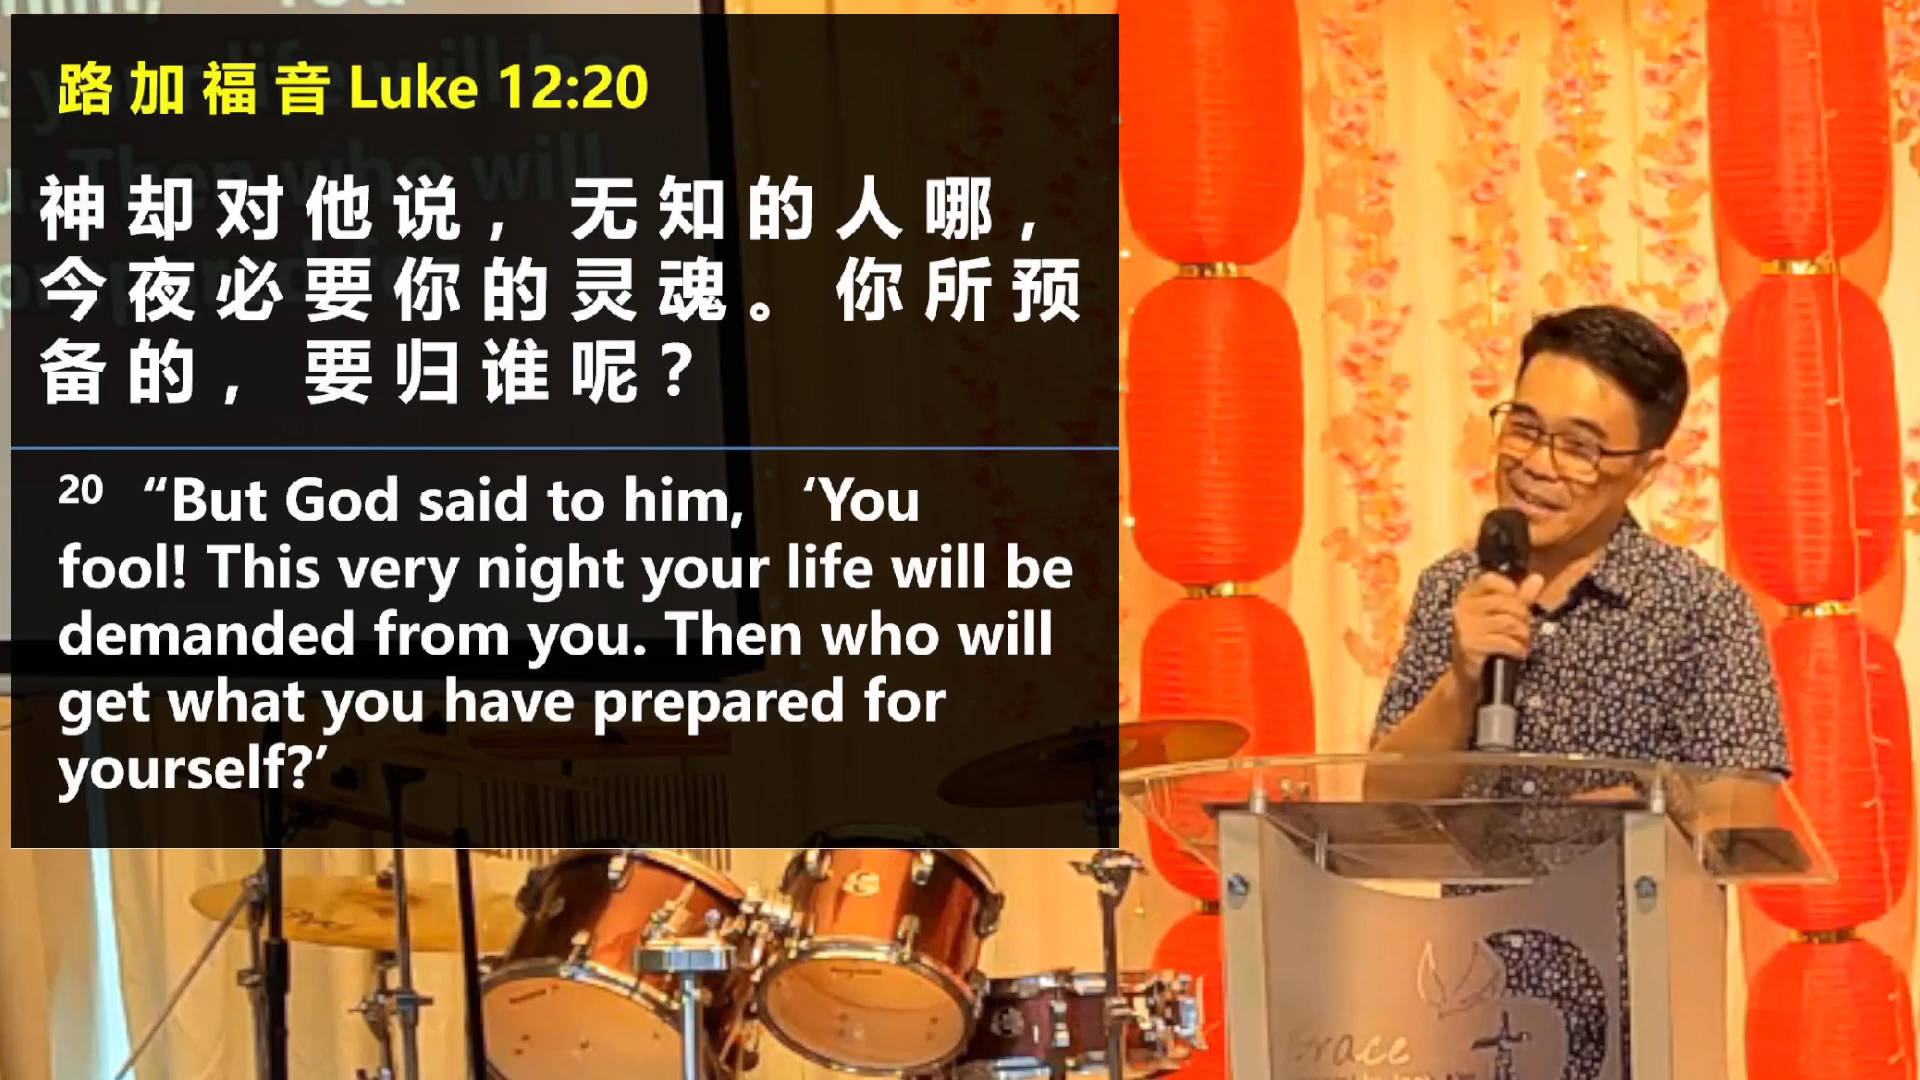 路加福音 Luke 12:20
神却对他说，无知的人哪，
今夜必要你的灵魂。你所预
备的，要归谁呢？
20 “But God said to him, ‘You
fool! This very night your life will be
demanded from you. Then who will
get what you have prepared for
yourself?’
Grace